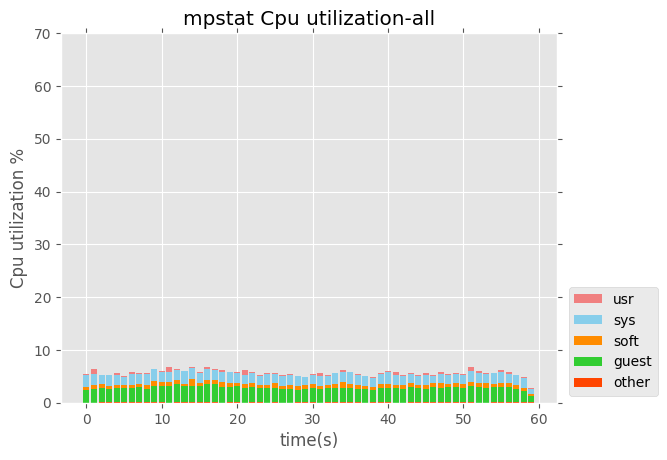 mpstat Cpu utilization-all
70
60
50
40
30
20
10
0
Cpu utilization %
0 10 20 30 40 50 60
time(s)
usr
sys
soft
guest
other